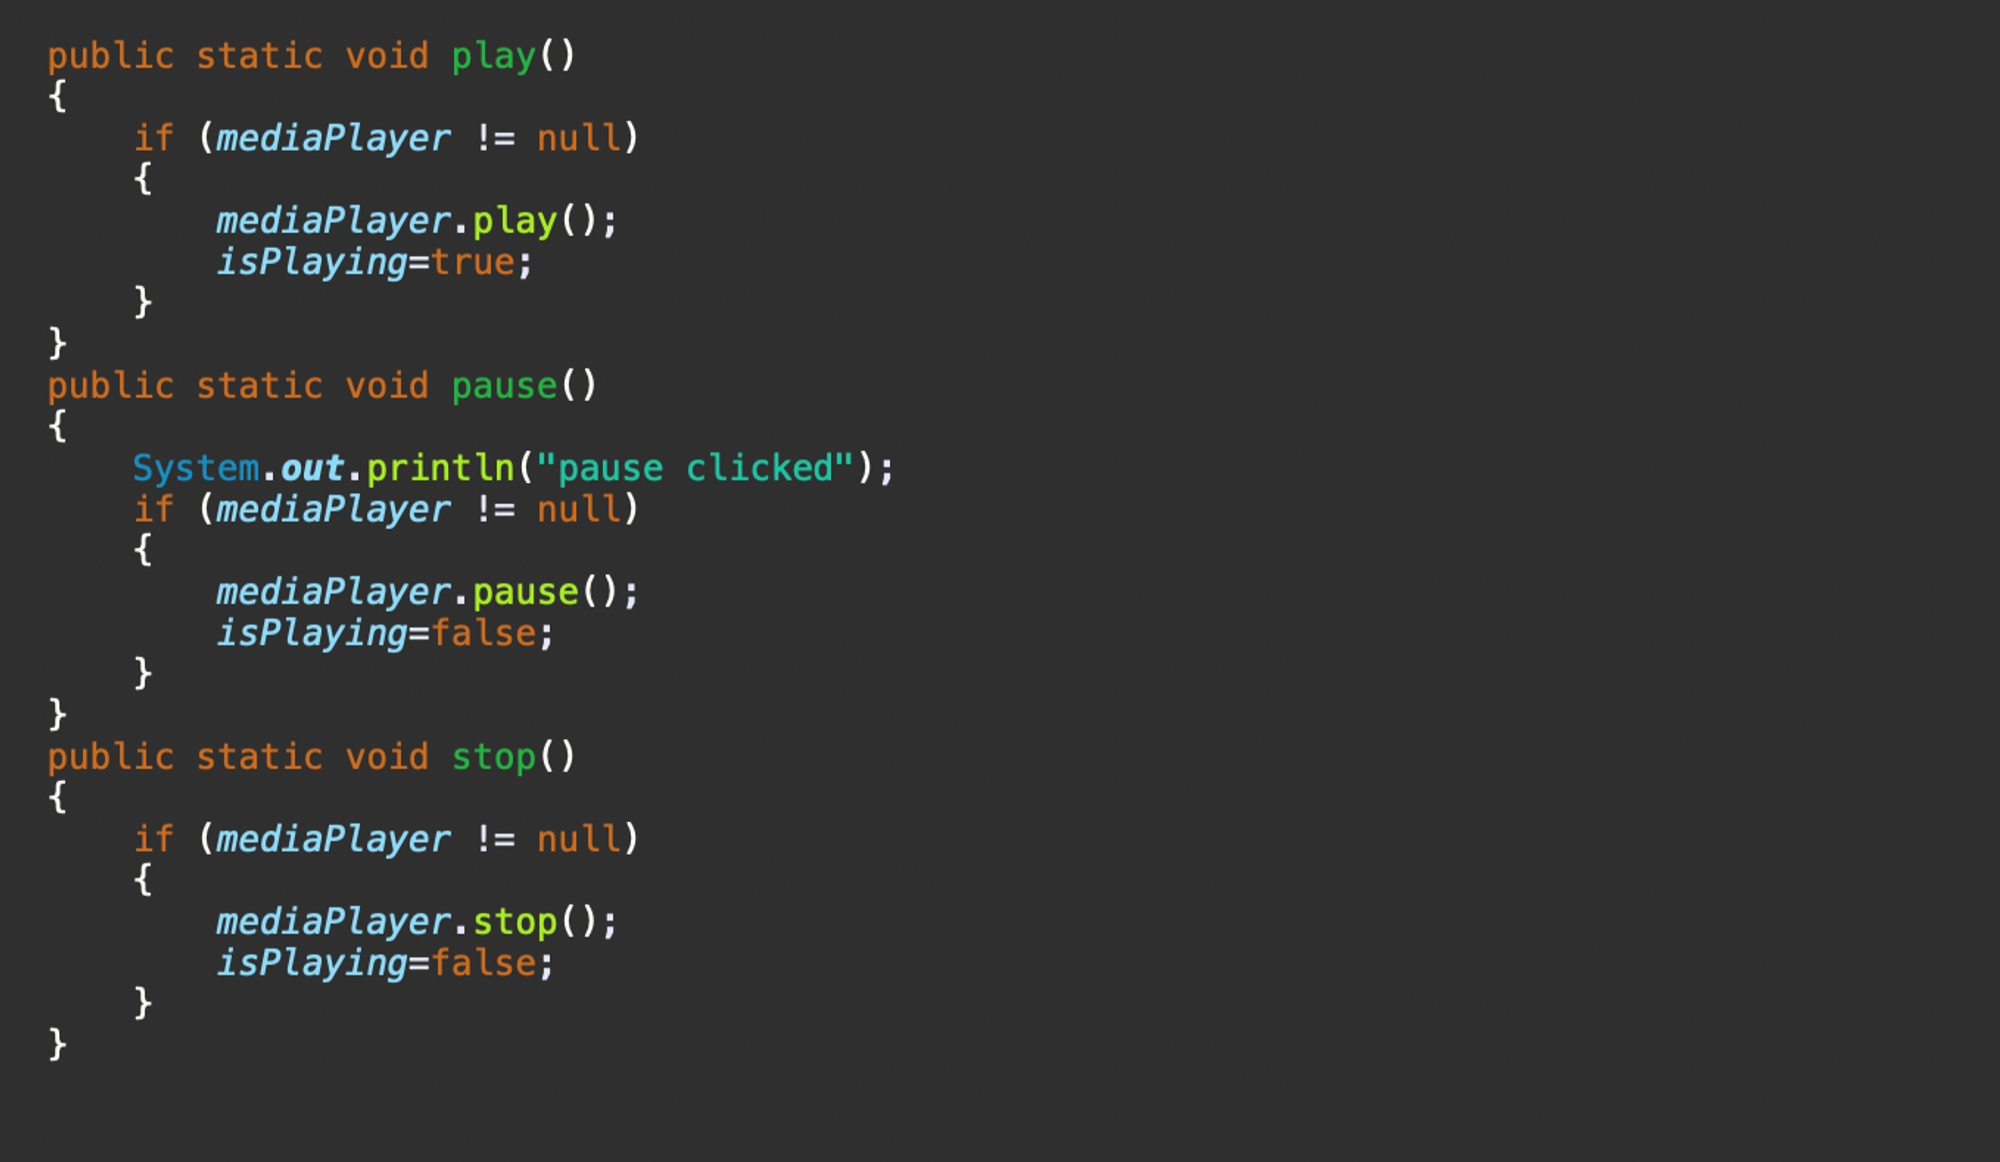 public static void play()
{
    if (mediaPlayer != null)
    {
        mediaPlayer.play();
        isPlaying=true;
    }
}
public static void pause()
{
    System.out.println("pause clicked");
    if (mediaPlayer != null)
    {
        mediaPlayer.pause();
        isPlaying=false;
    }
}
public static void stop()
{
    if (mediaPlayer != null)
    {
        mediaPlayer.stop();
        isPlaying=false;
    }
}